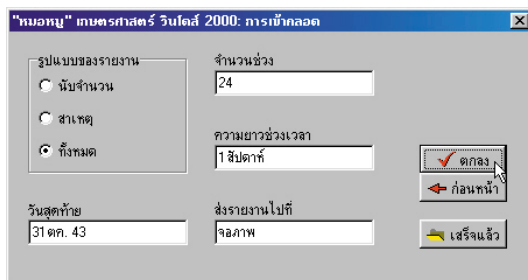 "หมอหมู" เกษตรศาสตร์ วินโดส์ 2000: การเข้าคลอด
รูปแบบของรายงาน
นับจำนวน
สาเหตุ
ทั้งหมด
จำนวนช่วง
24
ความยาวช่วงเวลา
1 สัปดาห์
ตกลง
ก่อนหน้า
วันสุดท้าย
31 ตค. 43
ส่งรายงานไปที่
จอภาพ
เสร็จแล้ว